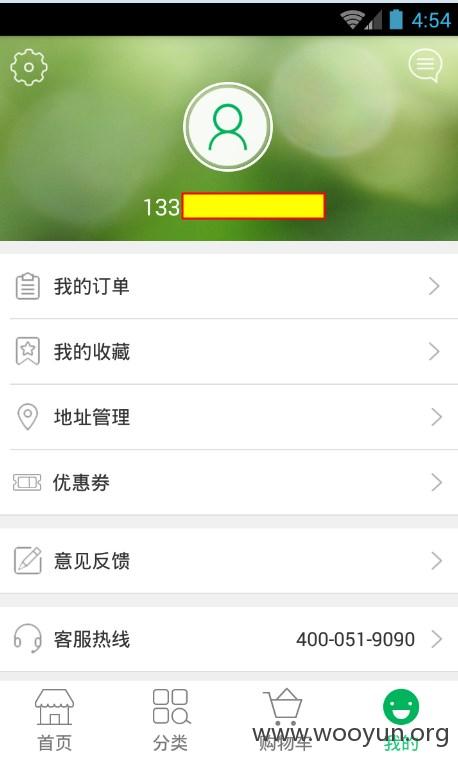 4:54
133
我的订单
我的收藏
地址管理
优惠券
意见反馈
客服热线 400-051-9090
首页 分类 购物车 我的
www.wooyun.org